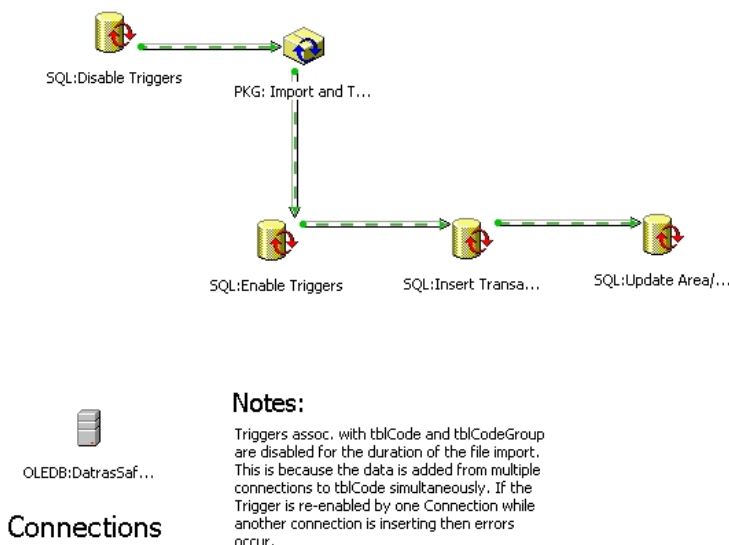 SQL:Disable Triggers
PKG: Import and T...
SQL:Enable Triggers
SQL:Insert Transa...
SQL:Update Area/...
OLEDB:DatrasSaf...
Connections
Notes:
Triggers assoc. with tblCode and tblCodeGroup
are disabled for the duration of the file import.
This is because the data is added from multiple
connections to tblCode simultaneously. If the
Trigger is re-enabled by one Connection while
another connection is inserting then errors
occur.